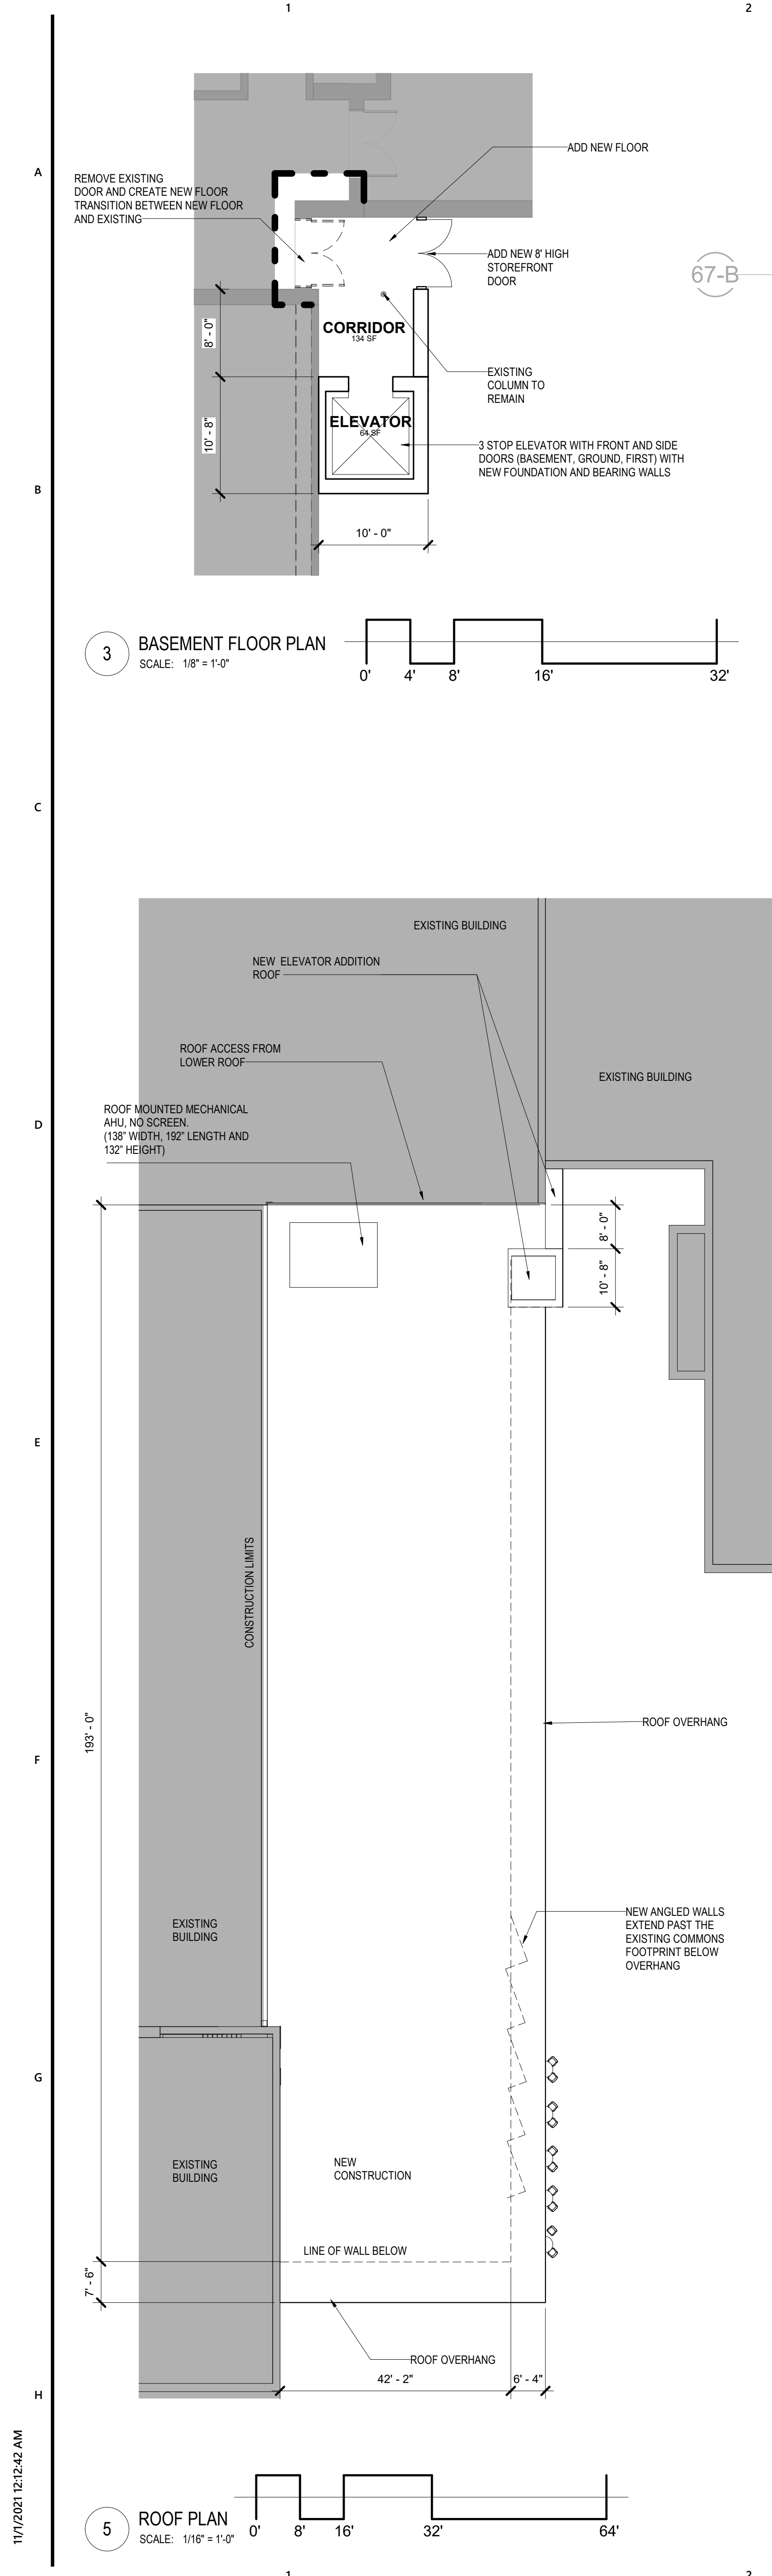 1
2
A
ADD NEW FLOOR
REMOVE EXISTING
DOOR AND CREATE NEW FLOOR
TRANSITION BETWEEN NEW FLOOR
AND EXISTING
ADD NEW 8' HIGH
STOREFRONT
DOOR
67-B
8' - 0"
CORRIDOR
134 SF
EXISTING
COLUMN TO
REMAIN
10' - 8"
ELEVATOR
64 SF
3 STOP ELEVATOR WITH FRONT AND SIDE
DOORS (BASEMENT, GROUND, FIRST) WITH
NEW FOUNDATION AND BEARING WALLS
B
10' - 0"
3
BASEMENT FLOOR PLAN
SCALE: 1/8" = 1'-0"
0' 4' 8' 16' 32'
C
EXISTING BUILDING
NEW ELEVATOR ADDITION
ROOF
ROOF ACCESS FROM
LOWER ROOF
EXISTING BUILDING
ROOF MOUNTED MECHANICAL
AHU, NO SCREEN.
(138" WIDTH, 192" LENGTH AND
132" HEIGHT)
D
8' - 0"
10' - 8"
E
CONSTRUCTION LIMITS
193' - 0"
ROOF OVERHANG
F
NEW ANGLED WALLS
EXTEND PAST THE
EXISTING COMMONS
FOOTPRINT BELOW
OVERHANG
EXISTING
BUILDING
G
EXISTING
BUILDING
NEW
CONSTRUCTION
LINE OF WALL BELOW
7' - 6"
ROOF OVERHANG
42' - 2"
6' - 4"
H
11/1/2021 12:12:42 AM
5
ROOF PLAN
SCALE: 1/16" = 1'-0"
0' 8' 16' 32' 64'
1
2